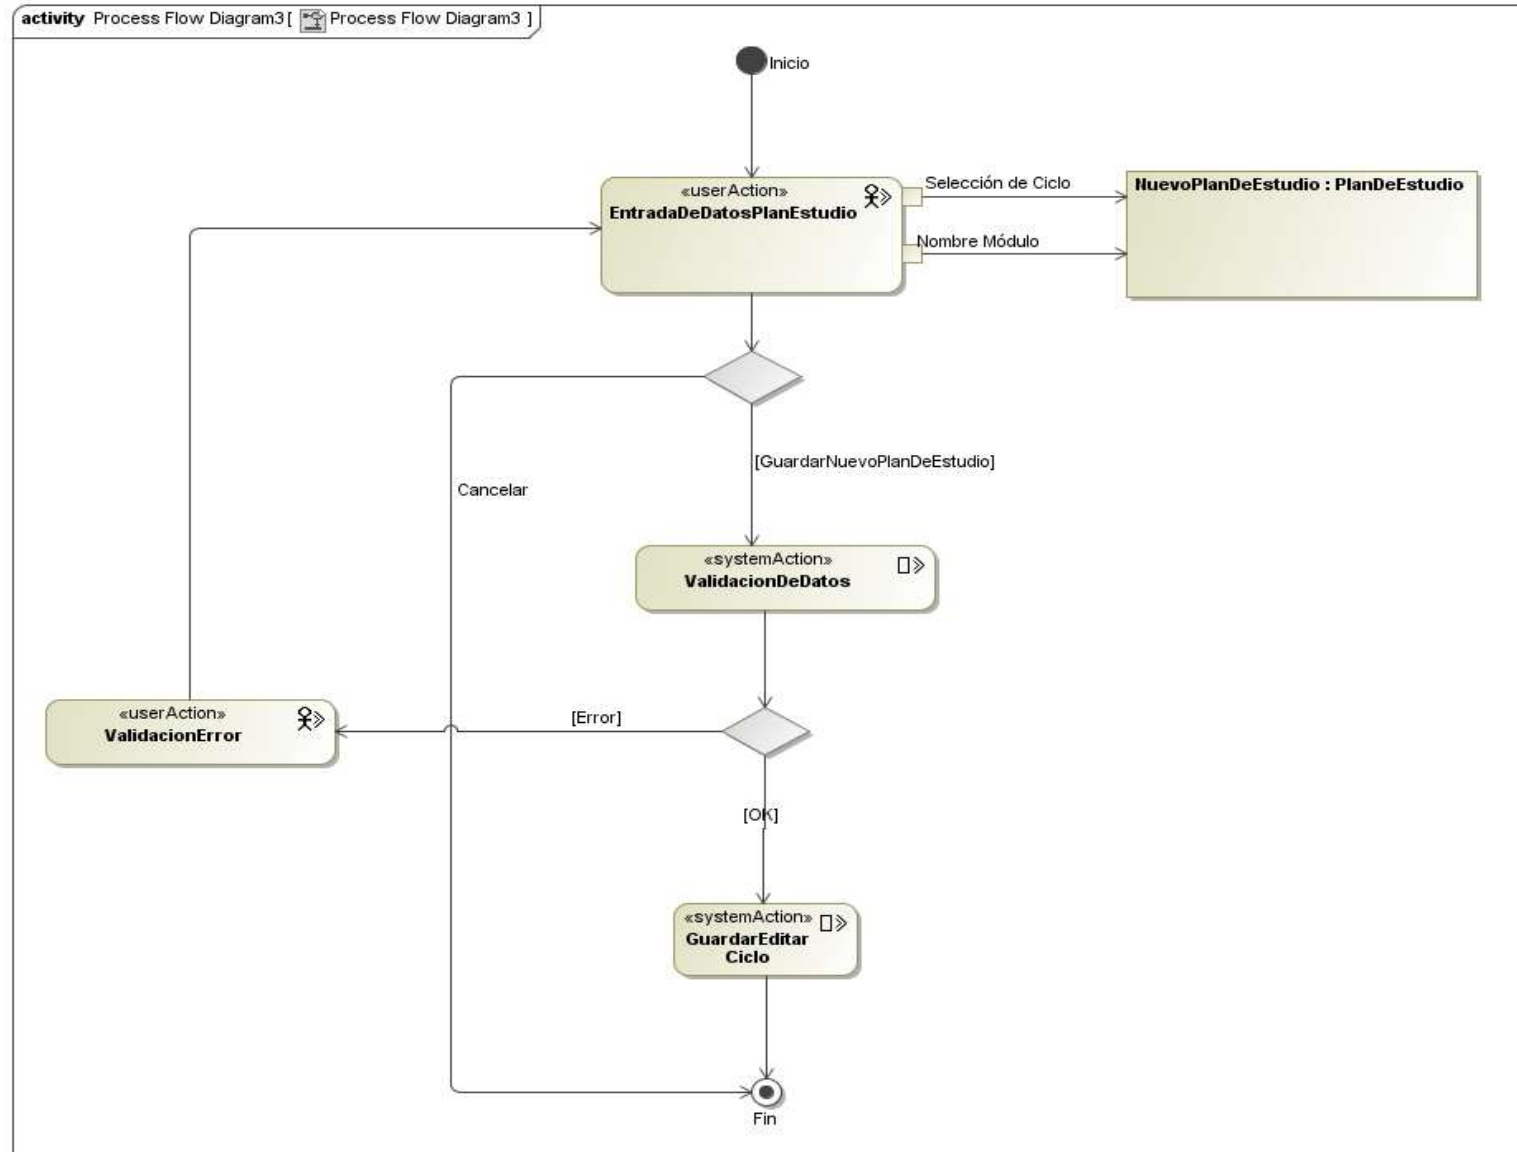 activity Process Flow Diagram3 [ Process Flow Diagram3 ]
Inicio
«userAction»
EntradaDeDatosPlanEstudio
Selección de Ciclo
Nombre Módulo
NuevoPlanDeEstudio : PlanDeEstudio
[GuardarNuevoPlanDeEstudio]
Cancelar
«systemAction»
ValidacionDeDatos
«userAction»
ValidacionError
[Error]
[OK]
«systemAction»
GuardarEditar
Ciclo
Fin